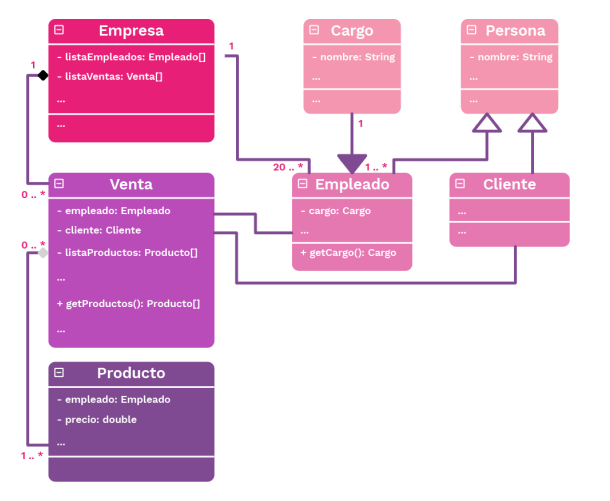 Empresa
- listaEmpleados: Empleado[]
- listaVentas: Venta[]
...
...
1
1
Cargo
- nombre: String
...
...
1
Persona
- nombre: String
...
...
20 .. *
1 .. *
0 .. *
Venta
- empleado: Empleado
- cliente: Cliente
- listaProductos: Producto[]
...
+ getProductos(): Producto[]
...
0 .. *
Empleado
- cargo: Cargo
...
+ getCargo(): Cargo
Cliente
...
...
Producto
- empleado: Empleado
- precio: double
...
1 .. *